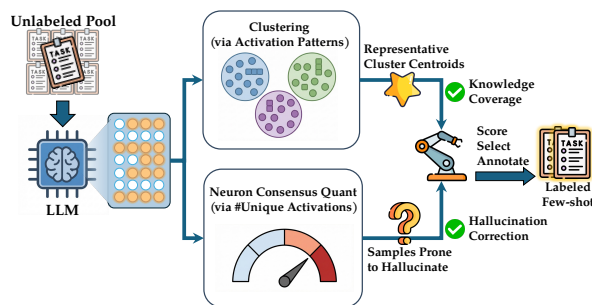 Unlabeled Pool
TASK
LLM
Clustering
(via Activation Patterns)
Representative
Cluster Centroids
Knowledge
Coverage
Neuron Consensus Quant
(via #Unique Activations)
Samples Prone
to Hallucinate
Hallucination
Correction
Score
Select
Annotate
TASK
Labeled
Few-shot